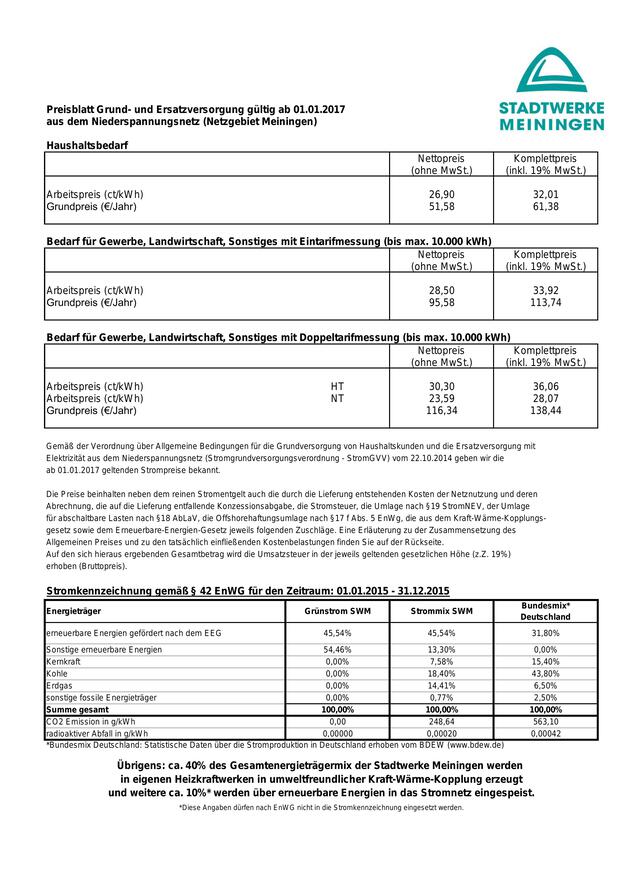 STADTWERKE
MEININGEN
Preisblatt Grund- und Ersatzversorgung gültig ab 01.01.2017
aus dem Niederspannungsnetz (Netzgebiet Meiningen)
Haushaltsbedarf
Nettopreis Komplettpreis
(ohne MwSt.) (inkl. 19% MwSt.)
Arbeitspreis (ct/kWh) 26,90 32,01
Grundpreis (€/Jahr) 51,58 61,38
Bedarf für Gewerbe, Landwirtschaft, Sonstiges mit Eintarifmessung (bis max. 10.000 kWh)
Nettopreis Komplettpreis
(ohne MwSt.) (inkl. 19% MwSt.)
Arbeitspreis (ct/kWh) 28,50 33,92
Grundpreis (€/Jahr) 95,58 113,74
Bedarf für Gewerbe, Landwirtschaft, Sonstiges mit Doppeltarifmessung (bis max. 10.000 kWh)
Nettopreis Komplettpreis
(ohne MwSt.) (inkl. 19% MwSt.)
Arbeitspreis (ct/kWh) HT 30,30 36,06
Arbeitspreis (ct/kWh) NT 23,59 28,07
Grundpreis (€/Jahr) 116,34 138,44
Gemäß der Verordnung über Allgemeine Bedingungen für die Grundversorgung von Haushaltskunden und die Ersatzversorgung mit
Elektrizität aus dem Niederspannungsnetz (Stromgrundversorgungsverordnung - StromGVV) vom 22.10.2014 geben wir die
ab 01.01.2017 geltenden Strompreise bekannt.
Die Preise beinhalten neben dem reinen Stromentgelt auch die durch die Lieferung entstehenden Kosten der Netznutzung und deren
Abrechnung, die auf die Lieferung entfallende Konzessionsabgabe, die Stromsteuer, die Umlage nach §19 StromNEV, der Umlage
für abschaltbare Lasten nach §18 AbLaV, die Offshorehaftungsumlage nach §17 f Abs. 5 EnWg, die aus dem Kraft-Wärme-Kopplungs-
gesetz sowie dem Erneuerbare-Energien-Gesetz jeweils folgenden Zuschläge. Eine Erläuterung zu den Zusammensetzung des
Allgemeinen Preises und zu den tatsächlich einfließenden Kostenbelastungen finden Sie auf der Rückseite.
Auf den sich hieraus ergebenden Gesamtbetrag wird die Umsatzsteuer in der jeweils geltenden gesetzlichen Höhe (z.Z. 19%)
erhoben (Bruttopreis).
Stromkennzeichnung gemäß § 42 EnWG für den Zeitraum: 01.01.2015 - 31.12.2015
Energieträger Grünstrom SWM Strommix SWM Bundesmix*
Deutschland
erneuerbare Energien gefördert nach dem EEG 45,54% 45,54% 31,80%
Sonstige erneuerbare Energien 54,46% 13,30% 0,00%
Kernkraft 0,00% 7,58% 15,40%
Kohle 0,00% 18,40% 43,80%
Erdgas 0,00% 14,41% 6,50%
sonstige fossile Energieträger 0,00% 0,77% 2,50%
Summe gesamt 100,00% 100,00% 100,00%
CO2 Emission in g/kWh 0,00 248,64 563,10
radioaktiver Abfall in g/kWh 0,00000 0,00020 0,00042
*Bundesmix Deutschland: Statistische Daten über die Stromproduktion in Deutschland erhoben vom BDEW (www.bdew.de)
Übrigens: ca. 40% des Gesamtenergieträgermix der Stadtwerke Meiningen werden
in eigenen Heizkraftwerken in umweltfreundlicher Kraft-Wärme-Kopplung erzeugt
und weitere ca. 10%* werden über erneuerbare Energien in das Stromnetz eingespeist.
*Diese Angaben dürfen nach EnWG nicht in die Stromkennzeichnung eingesetzt werden.